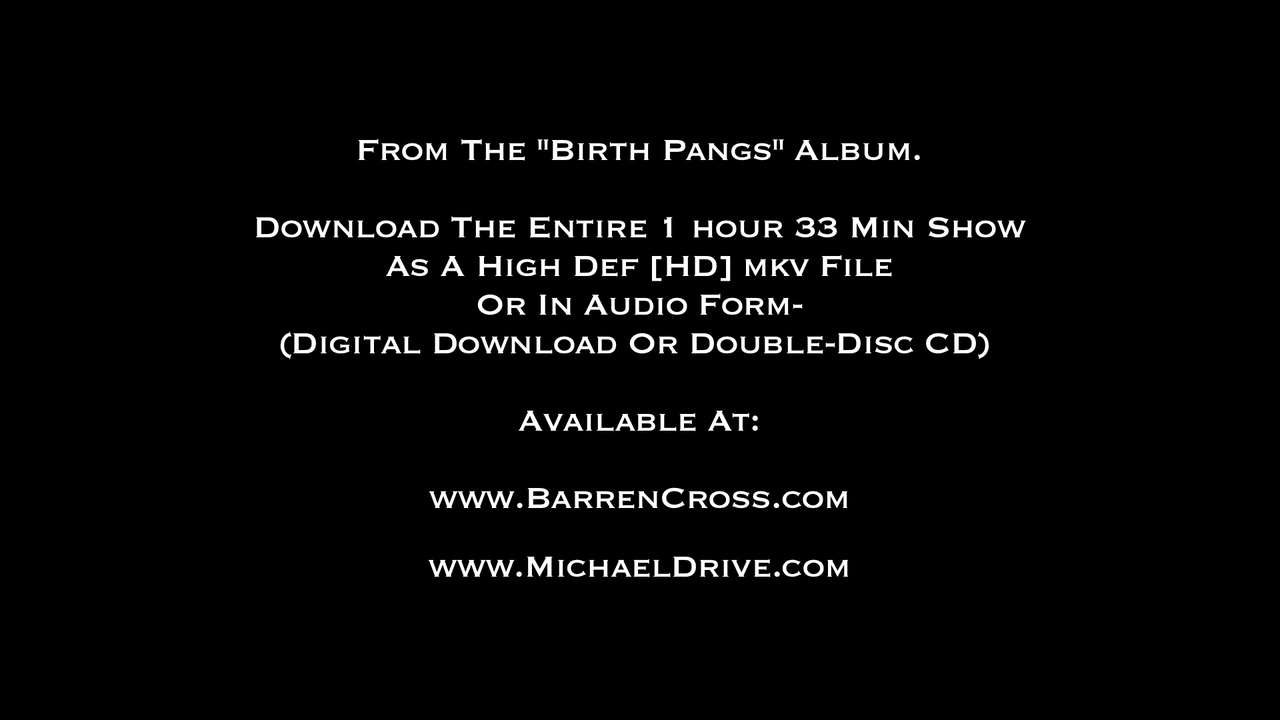 From The "Birth Pangs" Album.
Download The Entire 1 hour 33 Min Show
As A High Def [HD] mkv File
Or In Audio Form-
(Digital Download Or Double-Disc CD)
Available At:
www.BarrenCross.com
www.MichaelDrive.com